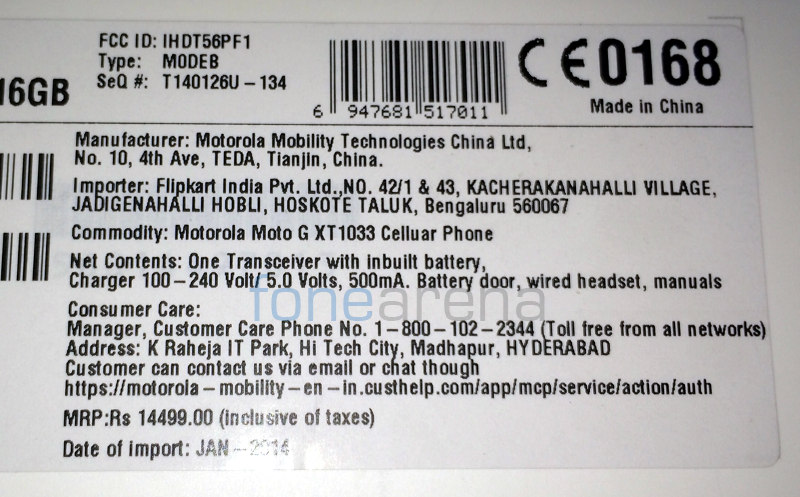 FCC ID: IHDT56PF1
Type: M0DEB
SeQ #: T140126U-134
16GB
6 947681 517011
CE0168
Made in China
Manufacturer: Motorola Mobility Technologies China Ltd,
No. 10, 4th Ave, TEDA, Tianjin, China.
Importer: Flipkart India Pvt. Ltd.,NO. 42/1 & 43, KACHERAKANAHALLI VILLAGE,
JADIGENAHALLI HOBLI, HOSKOTE TALUK, Bengaluru 560067
Commodity: Motorola Moto G XT1033 Celluar Phone
Net Contents: One Transceiver with inbuilt battery,
Charger 100-240 Volt/ 5.0 Volts, 500mA. Battery door, wired headset, manuals
fonearena
Consumer Care:
Manager, Customer Care Phone No. 1-800-102-2344 (Toll free from all networks)
Address: K Raheja IT Park, Hi Tech City, Madhapur, HYDERABAD
Customer can contact us via email or chat though
https://motorola-mobility-en-in.custhelp.com/app/mcp/service/action/auth
MRP:Rs 14499.00 (Inclusive of taxes)
Date of import: JAN-2014